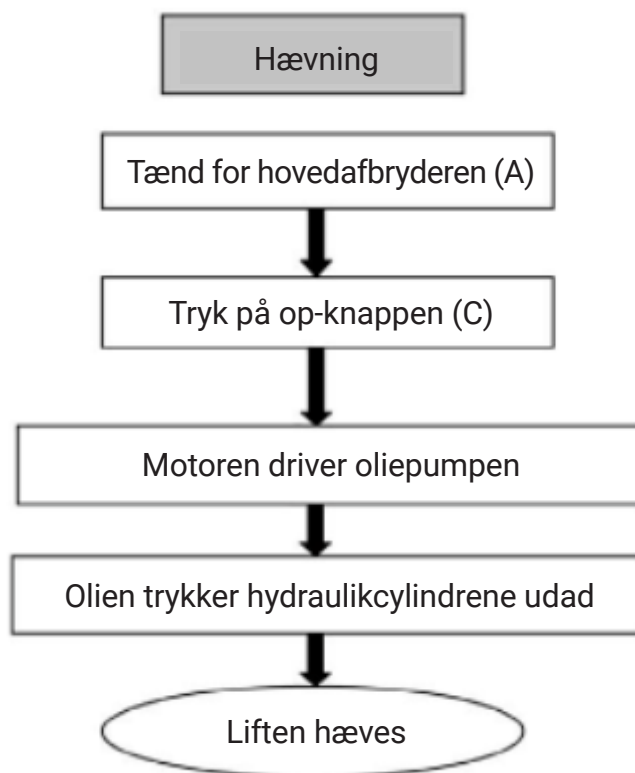 Hævning
Tænd for hovedafbryderen (A)
Tryk på op-knappen (C)
Motoren driver oliepumpen
Olien trykker hydraulikcylindrene udad
Liften hæves